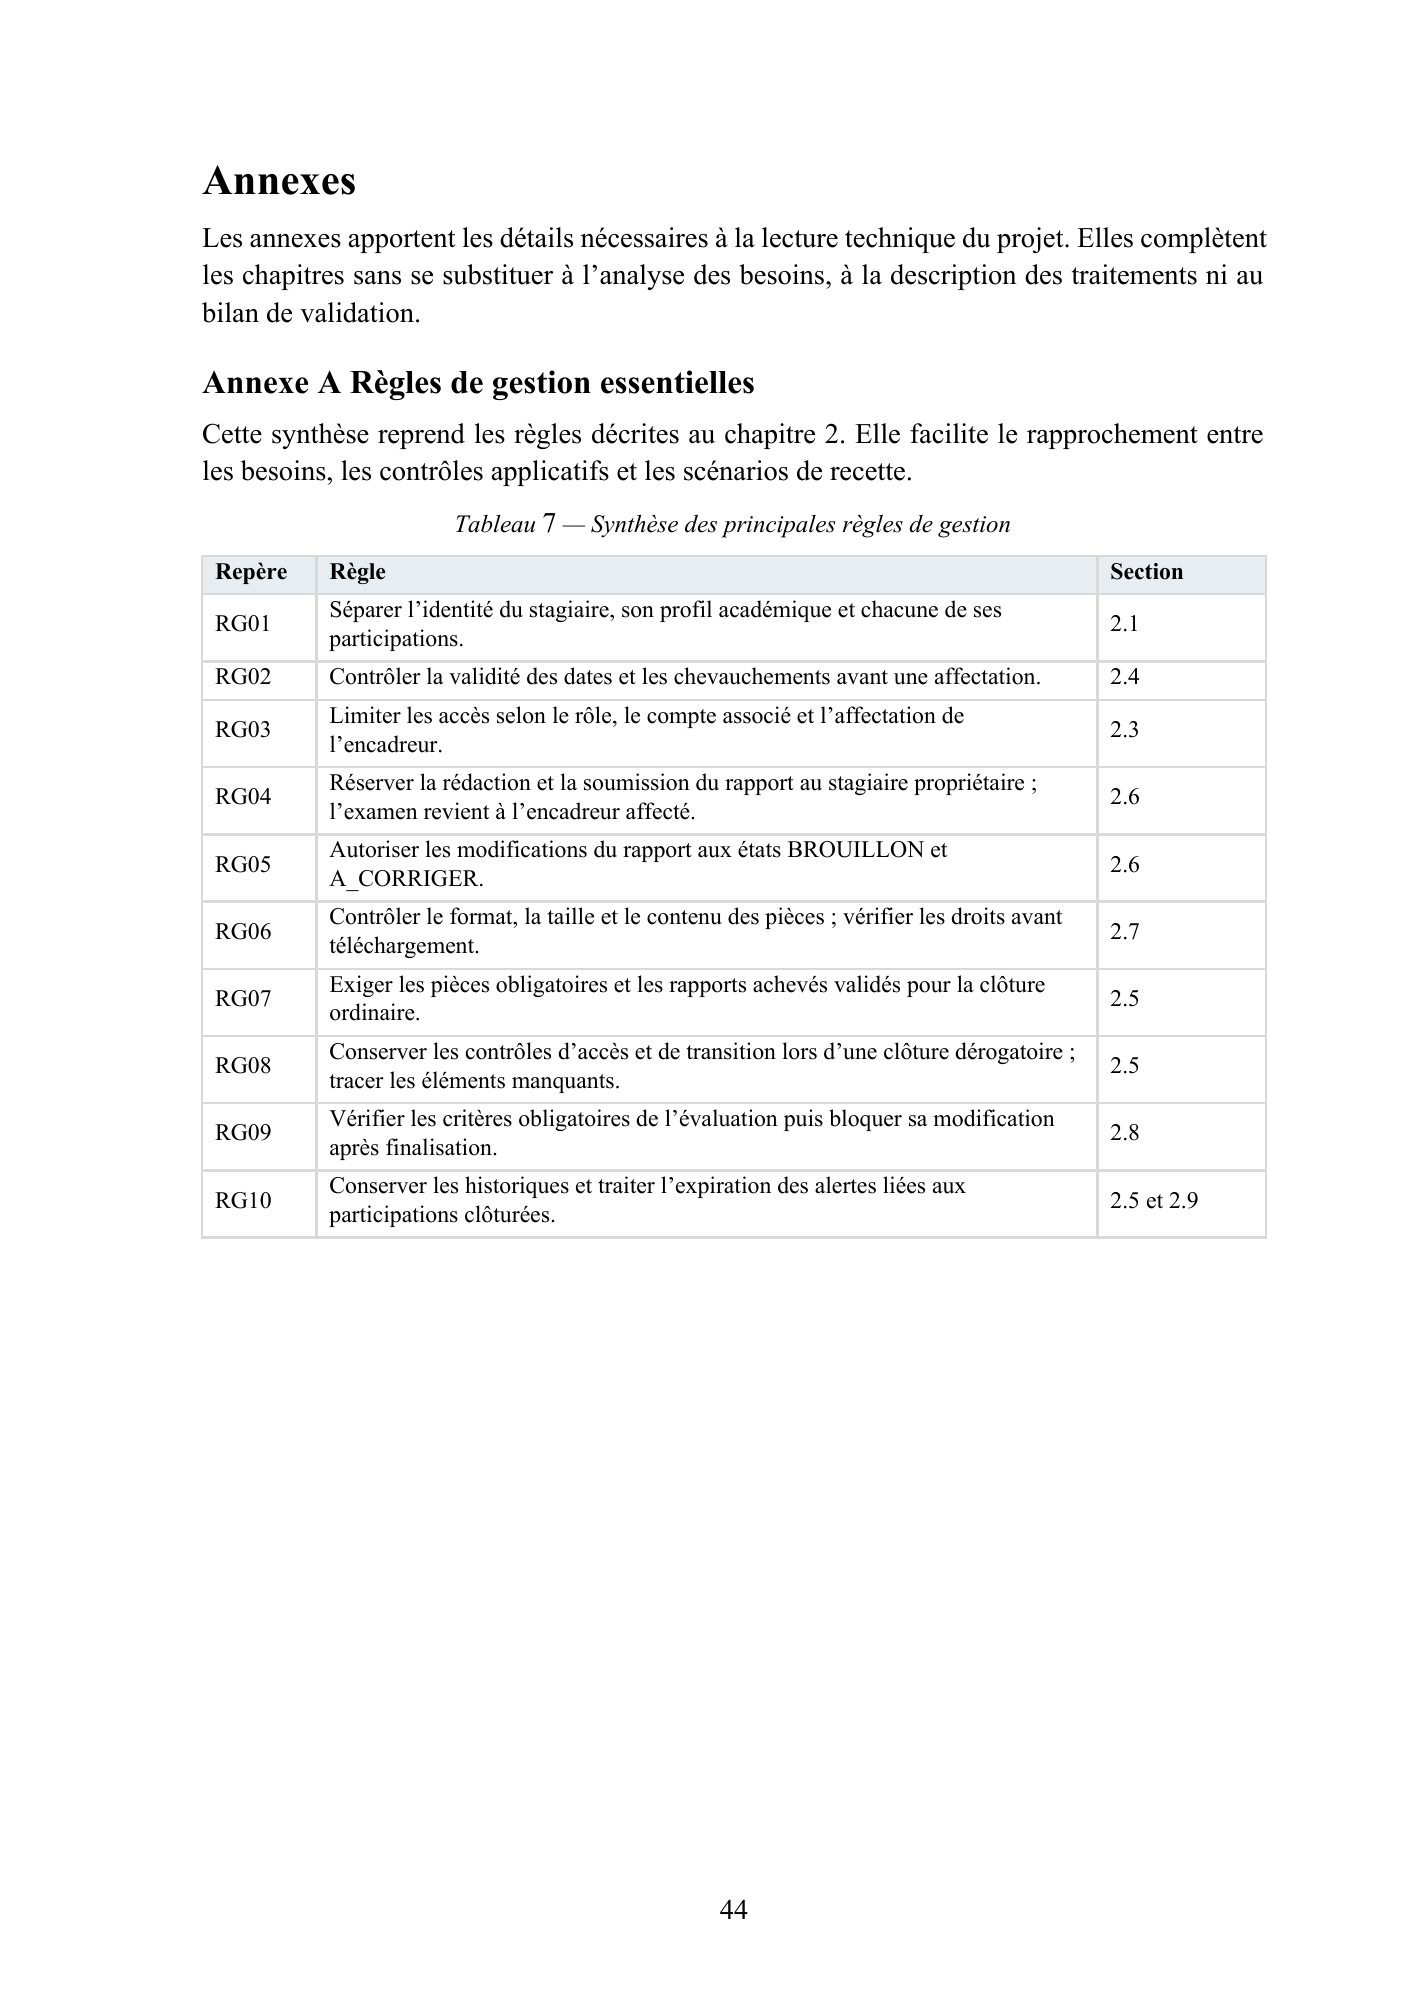 Annexes
Les annexes apportent les détails nécessaires à la lecture technique du projet. Elles complètent
les chapitres sans se substituer à l’analyse des besoins, à la description des traitements ni au
bilan de validation.
Annexe A Règles de gestion essentielles
Cette synthèse reprend les règles décrites au chapitre 2. Elle facilite le rapprochement entre
les besoins, les contrôles applicatifs et les scénarios de recette.
Tableau 7 — Synthèse des principales règles de gestion
Repère Règle Section
RG01 Séparer l’identité du stagiaire, son profil académique et chacune de ses
participations. 2.1
RG02 Contrôler la validité des dates et les chevauchements avant une affectation. 2.4
RG03 Limiter les accès selon le rôle, le compte associé et l’affectation de
l’encadreur. 2.3
RG04 Réserver la rédaction et la soumission du rapport au stagiaire propriétaire ;
l’examen revient à l’encadreur affecté. 2.6
RG05 Autoriser les modifications du rapport aux états BROUILLON et
A_CORRIGER. 2.6
RG06 Contrôler le format, la taille et le contenu des pièces ; vérifier les droits avant
téléchargement. 2.7
RG07 Exiger les pièces obligatoires et les rapports achevés validés pour la clôture
ordinaire. 2.5
RG08 Conserver les contrôles d’accès et de transition lors d’une clôture dérogatoire ;
tracer les éléments manquants. 2.5
RG09 Vérifier les critères obligatoires de l’évaluation puis bloquer sa modification
après finalisation. 2.8
RG10 Conserver les historiques et traiter l’expiration des alertes liées aux
participations clôturées. 2.5 et 2.9
44